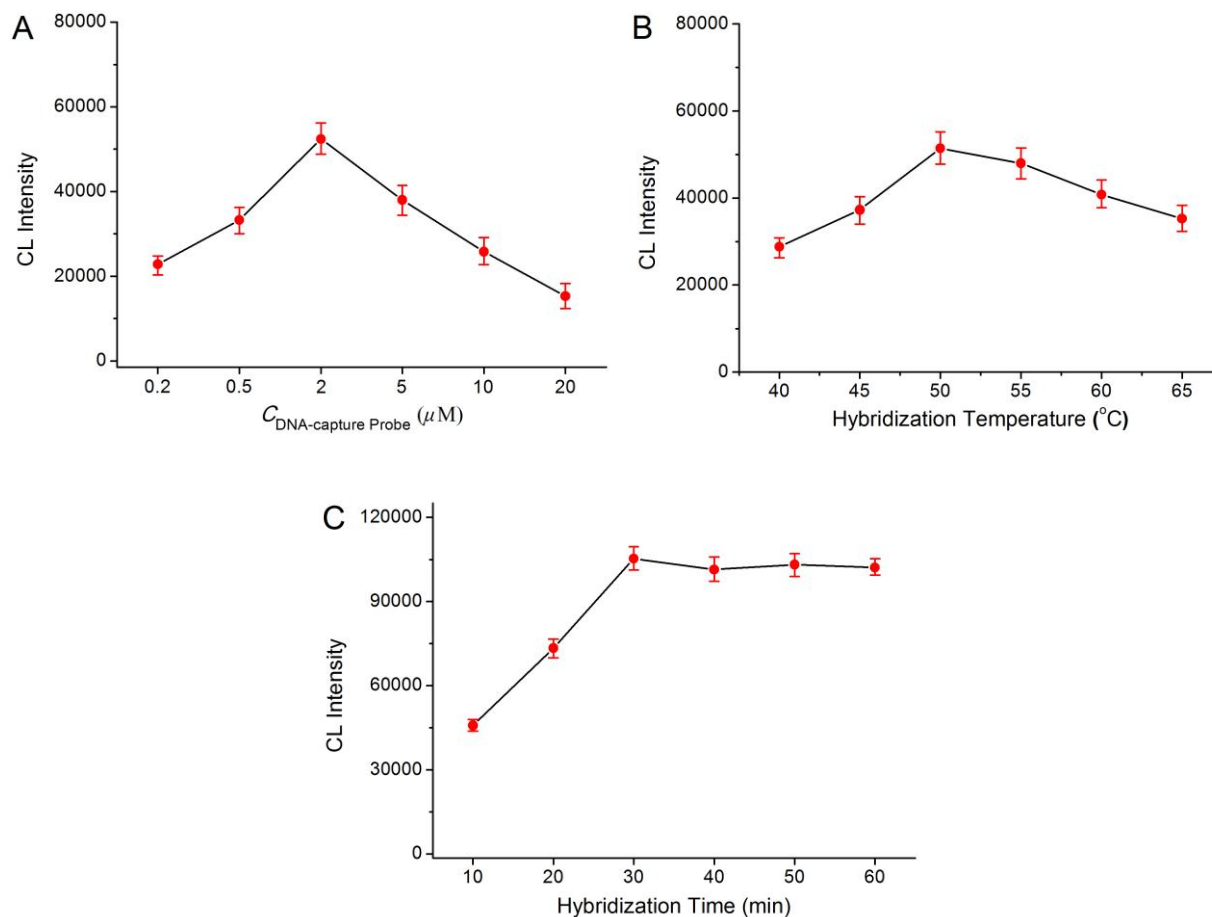 A
80000
60000
40000
20000
0
CL Intensity
0.2 0.5 2 5 10 20
C DNA-capture Probe (μM)
B
80000
60000
40000
20000
0
CL Intensity
40 45 50 55 60 65
Hybridization Temperature (°C)
C
120000
90000
60000
30000
0
CL Intensity
10 20 30 40 50 60
Hybridization Time (min)